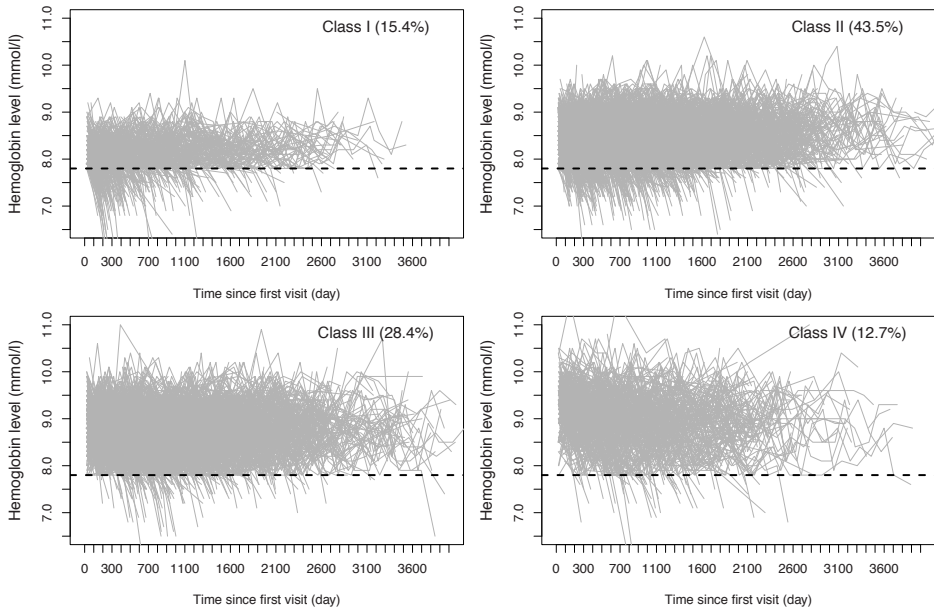 Class I (15.4%)
Hemoglobin level (mmol/l)
11.0
10.0
9.0
8.0
7.0
0 300 700 1100 1600 2100 2600 3100 3600
Time since first visit (day)
Class II (43.5%)
Hemoglobin level (mmol/l)
11.0
10.0
9.0
8.0
7.0
0 300 700 1100 1600 2100 2600 3100 3600
Time since first visit (day)
Class III (28.4%)
Hemoglobin level (mmol/l)
11.0
10.0
9.0
8.0
7.0
0 300 700 1100 1600 2100 2600 3100 3600
Time since first visit (day)
Class IV (12.7%)
Hemoglobin level (mmol/l)
11.0
10.0
9.0
8.0
7.0
0 300 700 1100 1600 2100 2600 3100 3600
Time since first visit (day)